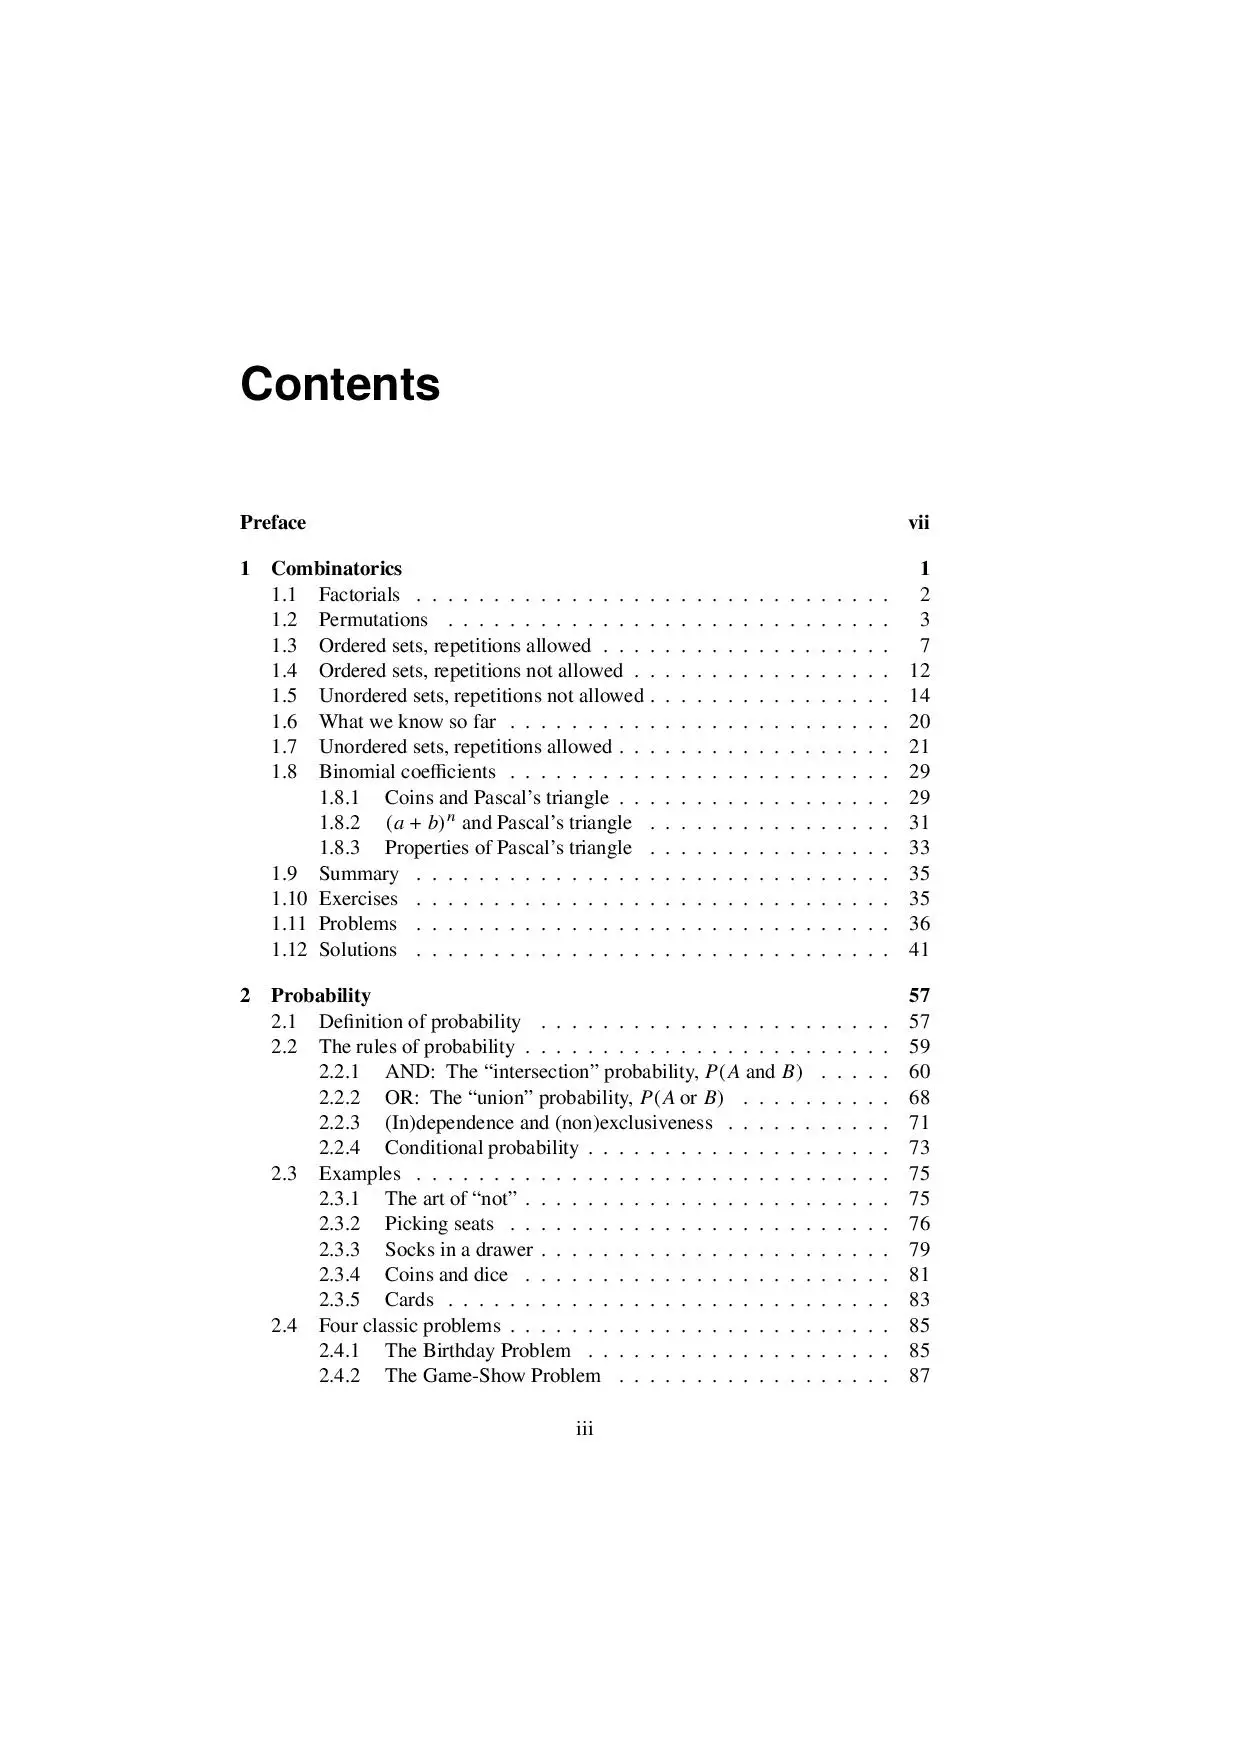 Contents
Preface vii
1 Combinatorics 1
1.1 Factorials . . . . . . . . . . . . . . . . . . . . . . . . . . . . . . . 2
1.2 Permutations . . . . . . . . . . . . . . . . . . . . . . . . . . . . . 3
1.3 Ordered sets, repetitions allowed . . . . . . . . . . . . . . . . . . . 7
1.4 Ordered sets, repetitions not allowed . . . . . . . . . . . . . . . . . 12
1.5 Unordered sets, repetitions not allowed . . . . . . . . . . . . . . . . 14
1.6 What we know so far . . . . . . . . . . . . . . . . . . . . . . . . . 20
1.7 Unordered sets, repetitions allowed . . . . . . . . . . . . . . . . . . 21
1.8 Binomial coefficients . . . . . . . . . . . . . . . . . . . . . . . . . 29
1.8.1 Coins and Pascal’s triangle . . . . . . . . . . . . . . . . . . 29
1.8.2 (a + b)ⁿ and Pascal’s triangle . . . . . . . . . . . . . . . . 31
1.8.3 Properties of Pascal’s triangle . . . . . . . . . . . . . . . . 33
1.9 Summary . . . . . . . . . . . . . . . . . . . . . . . . . . . . . . . 35
1.10 Exercises . . . . . . . . . . . . . . . . . . . . . . . . . . . . . . . 35
1.11 Problems . . . . . . . . . . . . . . . . . . . . . . . . . . . . . . . 36
1.12 Solutions . . . . . . . . . . . . . . . . . . . . . . . . . . . . . . . 41
2 Probability 57
2.1 Definition of probability . . . . . . . . . . . . . . . . . . . . . . . 57
2.2 The rules of probability . . . . . . . . . . . . . . . . . . . . . . . . 59
2.2.1 AND: The “intersection” probability, P(A and B) . . . . . 60
2.2.2 OR: The “union” probability, P(A or B) . . . . . . . . . . 68
2.2.3 (In)dependence and (non)exclusiveness . . . . . . . . . . . 71
2.2.4 Conditional probability . . . . . . . . . . . . . . . . . . . . 73
2.3 Examples . . . . . . . . . . . . . . . . . . . . . . . . . . . . . . . 75
2.3.1 The art of “not” . . . . . . . . . . . . . . . . . . . . . . . . 75
2.3.2 Picking seats . . . . . . . . . . . . . . . . . . . . . . . . . 76
2.3.3 Socks in a drawer . . . . . . . . . . . . . . . . . . . . . . . 79
2.3.4 Coins and dice . . . . . . . . . . . . . . . . . . . . . . . . 81
2.3.5 Cards . . . . . . . . . . . . . . . . . . . . . . . . . . . . . 83
2.4 Four classic problems . . . . . . . . . . . . . . . . . . . . . . . . . 85
2.4.1 The Birthday Problem . . . . . . . . . . . . . . . . . . . . 85
2.4.2 The Game-Show Problem . . . . . . . . . . . . . . . . . . 87
iii